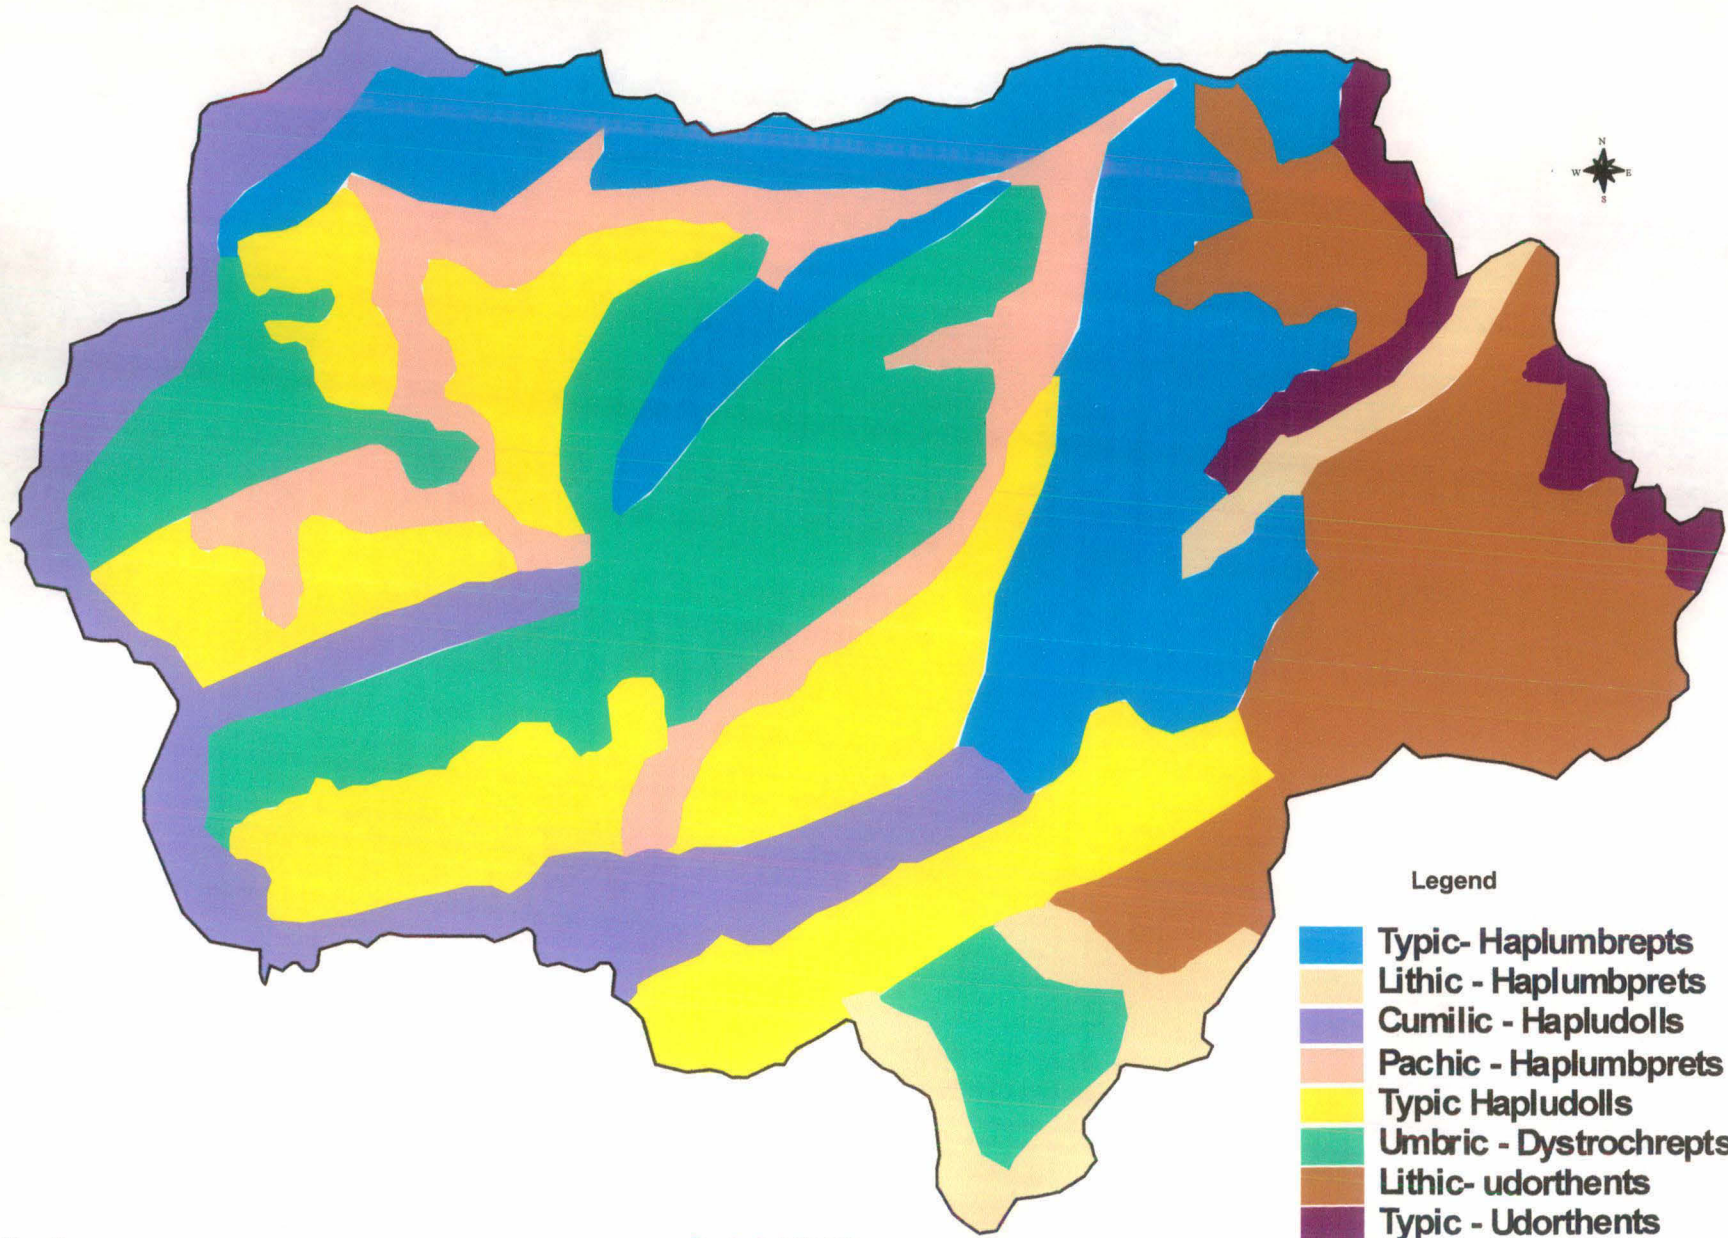 N
W E
S
Legend
Typic- Haplumbrepts
Lithic - Haplumbprets
Cumilic - Hapludolls
Pachic - Haplumbprets
Typic Hapludolls
Umbric - Dystrochrepts
Lithic- udorthents
Typic - Udorthents